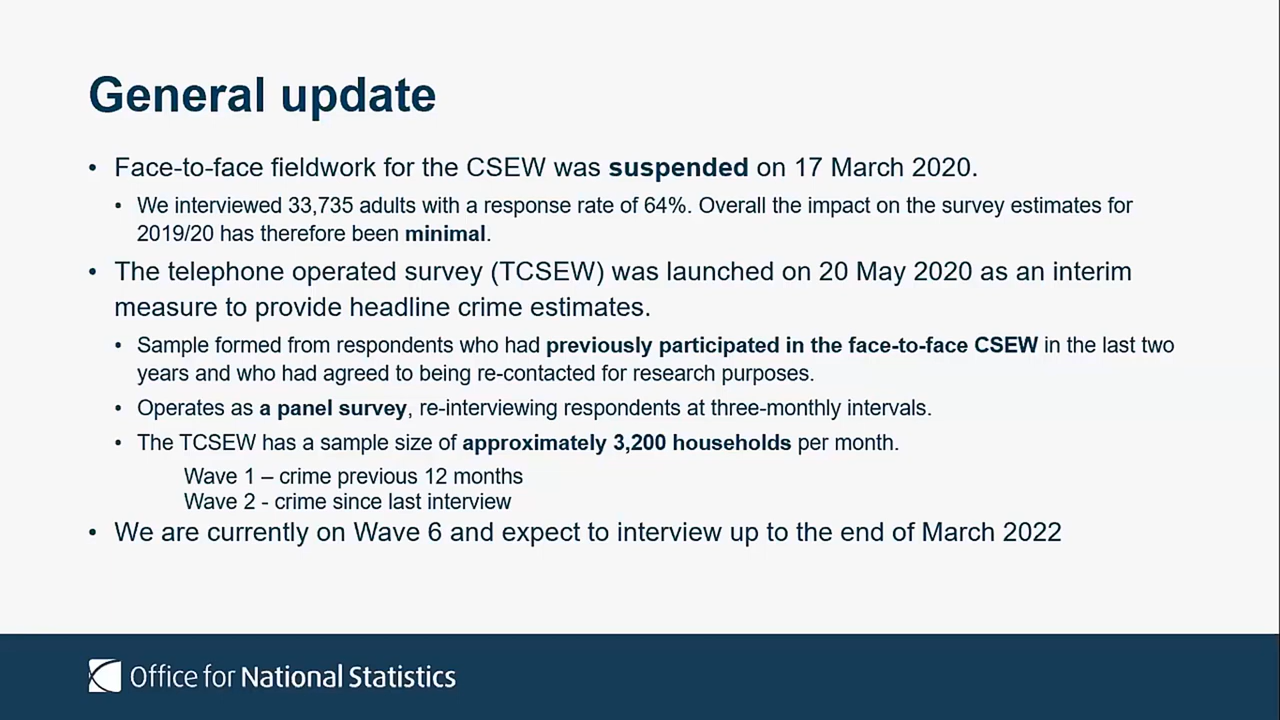 General update
• Face-to-face fieldwork for the CSEW was suspended on 17 March 2020.
• We interviewed 33,735 adults with a response rate of 64%. Overall the impact on the survey estimates for
2019/20 has therefore been minimal.
• The telephone operated survey (TCSEW) was launched on 20 May 2020 as an interim
measure to provide headline crime estimates.
• Sample formed from respondents who had previously participated in the face-to-face CSEW in the last two
years and who had agreed to being re-contacted for research purposes.
• Operates as a panel survey, re-interviewing respondents at three-monthly intervals.
• The TCSEW has a sample size of approximately 3,200 households per month.
Wave 1 – crime previous 12 months
Wave 2 - crime since last interview
• We are currently on Wave 6 and expect to interview up to the end of March 2022
Office for National Statistics